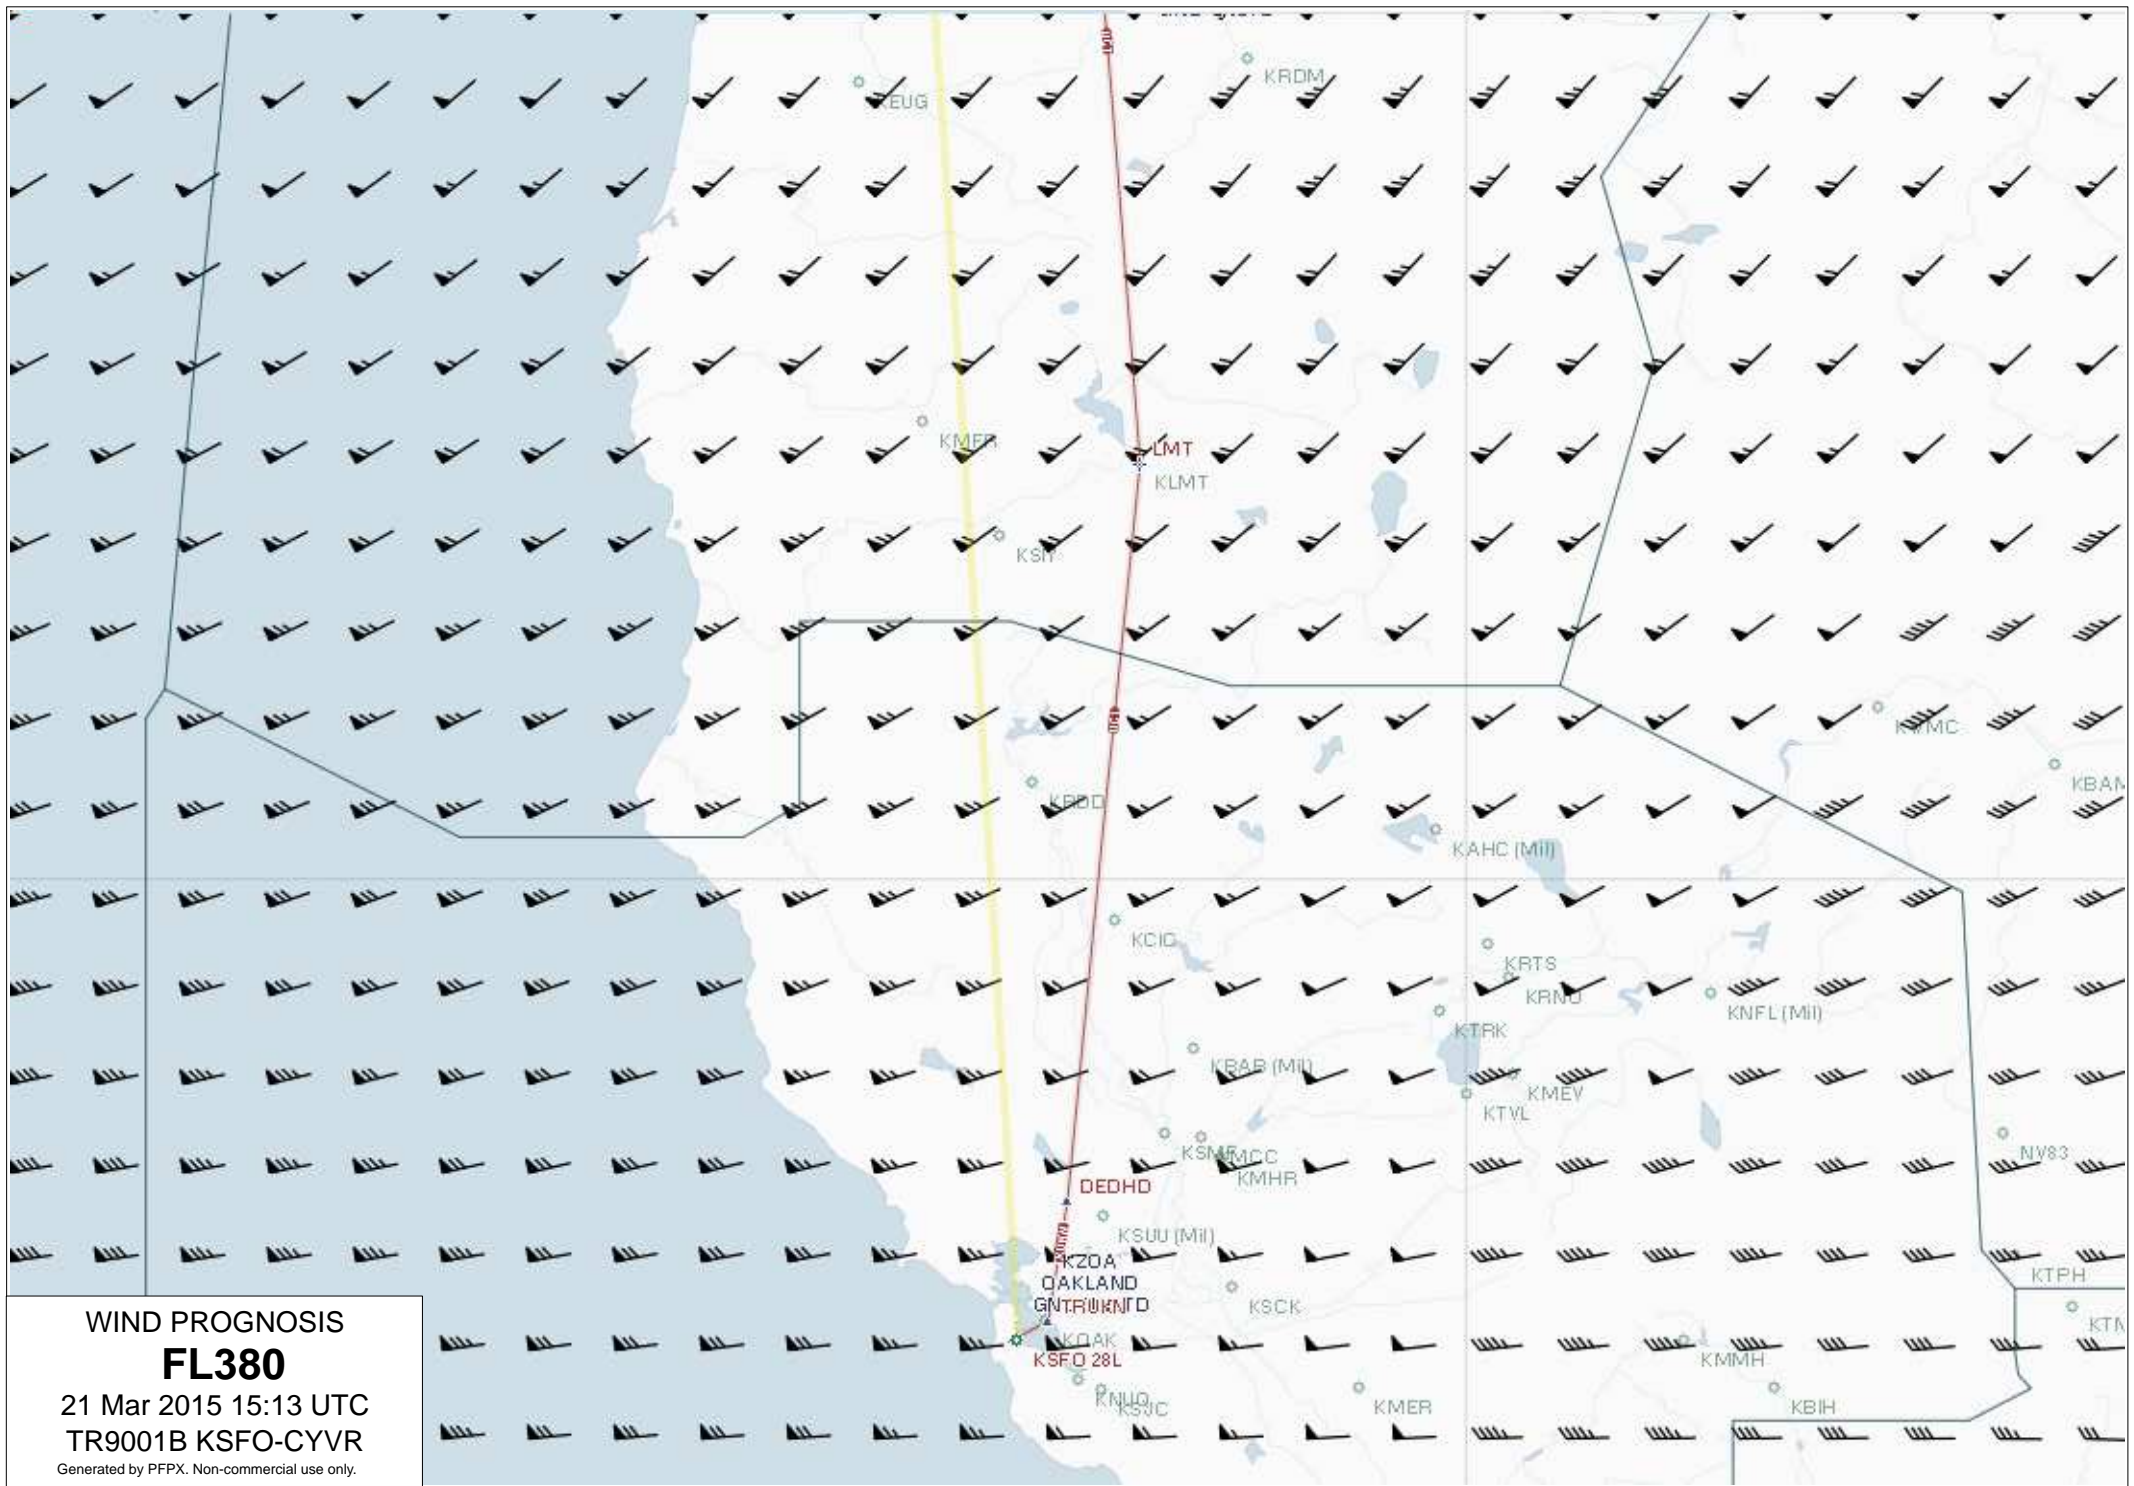 KRDM
KEUG
KMFR
LMT
KLMT
KSIY
KWMC
KBAM
KRDD
KAHC (Mil)
KCIC
KRTS
KRNO
KNFL (Mil)
KTRK
KBAB (Mil)
KMEV
KTVL
KSMF
KMCC
KMHR
NV83
DEDHD
KSUU (Mil)
KZOA
OAKLAND
KTPH
TRUKN
KSCK
KOAK
KSFO 28L
KMMH
KNUQ
KSJC
KMER
KBIH
WIND PROGNOSIS
FL380
21 Mar 2015 15:13 UTC
TR9001B KSFO-CYVR
Generated by PFPX. Non-commercial use only.